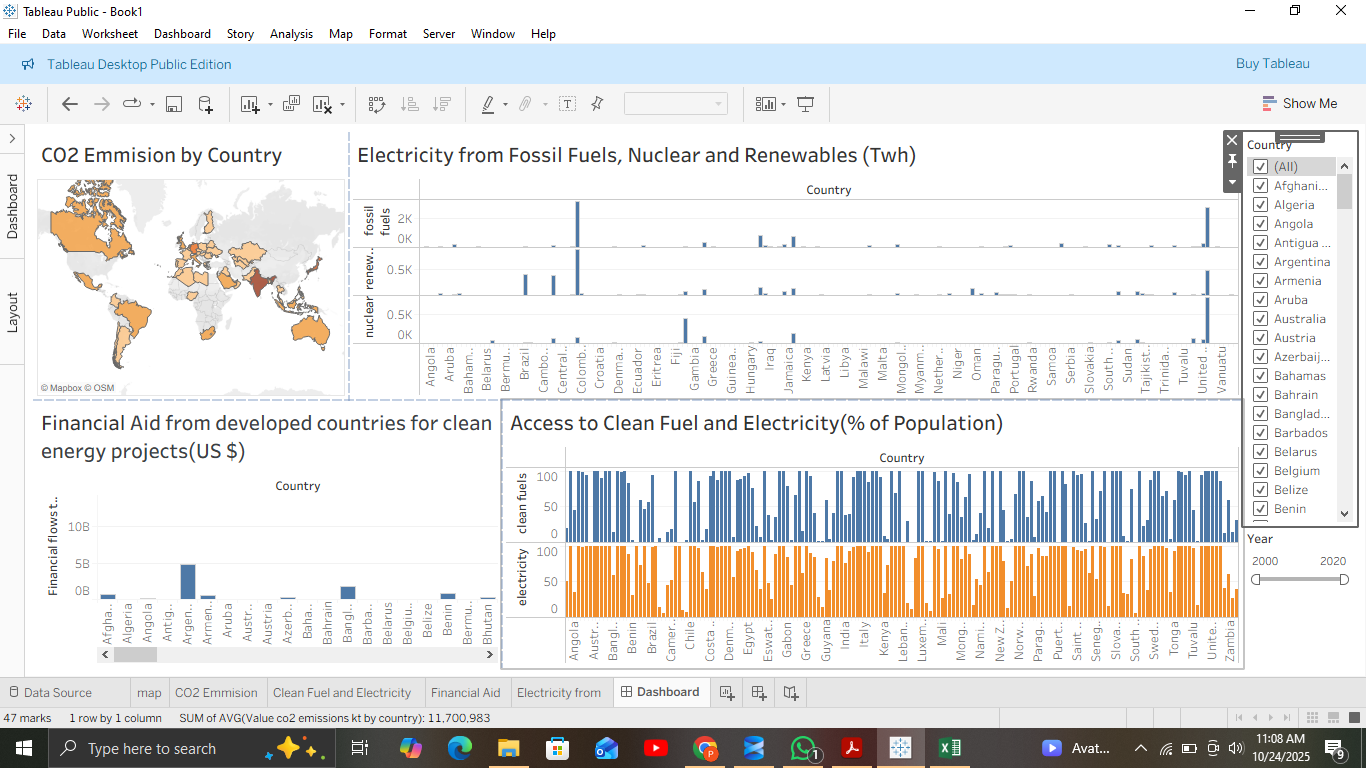 Tableau Public - Book1
File Data Worksheet Dashboard Story Analysis Map Format Server Window Help
Tableau Desktop Public Edition
Buy Tableau
Show Me
Dashboard
Layout
CO2 Emmision by Country
© Mapbox © OSM
Electricity from Fossil Fuels, Nuclear and Renewables (Twh)
Country
fossil
fuels
2K
0K
renew..
0.5K
nuclear
0.5K
0K
Angola
Aruba
Baham..
Belarus
Bermu..
Brazil
Cambo..
Central..
Colomb..
Croatia
Denma..
Ecuador
Eritrea
Fiji
Gambia
Greece
Guinea..
Hungary
Iraq
Jamaica
Kenya
Latvia
Libya
Malawi
Malta
Mongol..
Myanm..
Nether..
Niger
Oman
Paragu..
Portugal
Rwanda
Samoa
Serbia
Slovakia
South ..
Sudan
Tajikist..
Trinida..
Tuvalu
United ..
Vanuatu
Financial Aid from developed countries for clean
energy projects(US $)
Country
Financial flows t..
10B
5B
0B
Afgha..
Algeria
Angola
Antig..
Argen..
Armen..
Aruba
Austr..
Austria
Azerb..
Baha..
Bahrain
Bangl..
Barba..
Belarus
Belgiu..
Belize
Benin
Bermu..
Bhutan
Access to Clean Fuel and Electricity(% of Population)
Country
clean fuels
100
50
0
electricity
100
50
0
Angola
Austr..
Bangl..
Benin
Brazil
Camer..
Chile
Costa ..
Denm..
Egypt
Eswat..
Gabon
Greece
Guyana
India
Italy
Kenya
Leban..
Luxem..
Mali
Mong..
Nami..
New Z..
Norw..
Parag..
Puert..
Saint ..
Seneg..
Slova..
South ..
Swed..
Tonga
Tuvalu
Unite..
Zambia
Country
(All)
Afghani...
Algeria
Angola
Antigua ...
Argentina
Armenia
Aruba
Australia
Austria
Azerbaij...
Bahamas
Bahrain
Banglad...
Barbados
Belarus
Belgium
Belize
Benin
Year
2000 2020
Data Source map CO2 Emmision Clean Fuel and Electricity Financial Aid Electricity from Dashboard
47 marks 1 row by 1 column SUM of AVG(Value co2 emissions kt by country): 11,700,983
Type here to search
1
Avat...
11:08 AM
10/24/2025
9